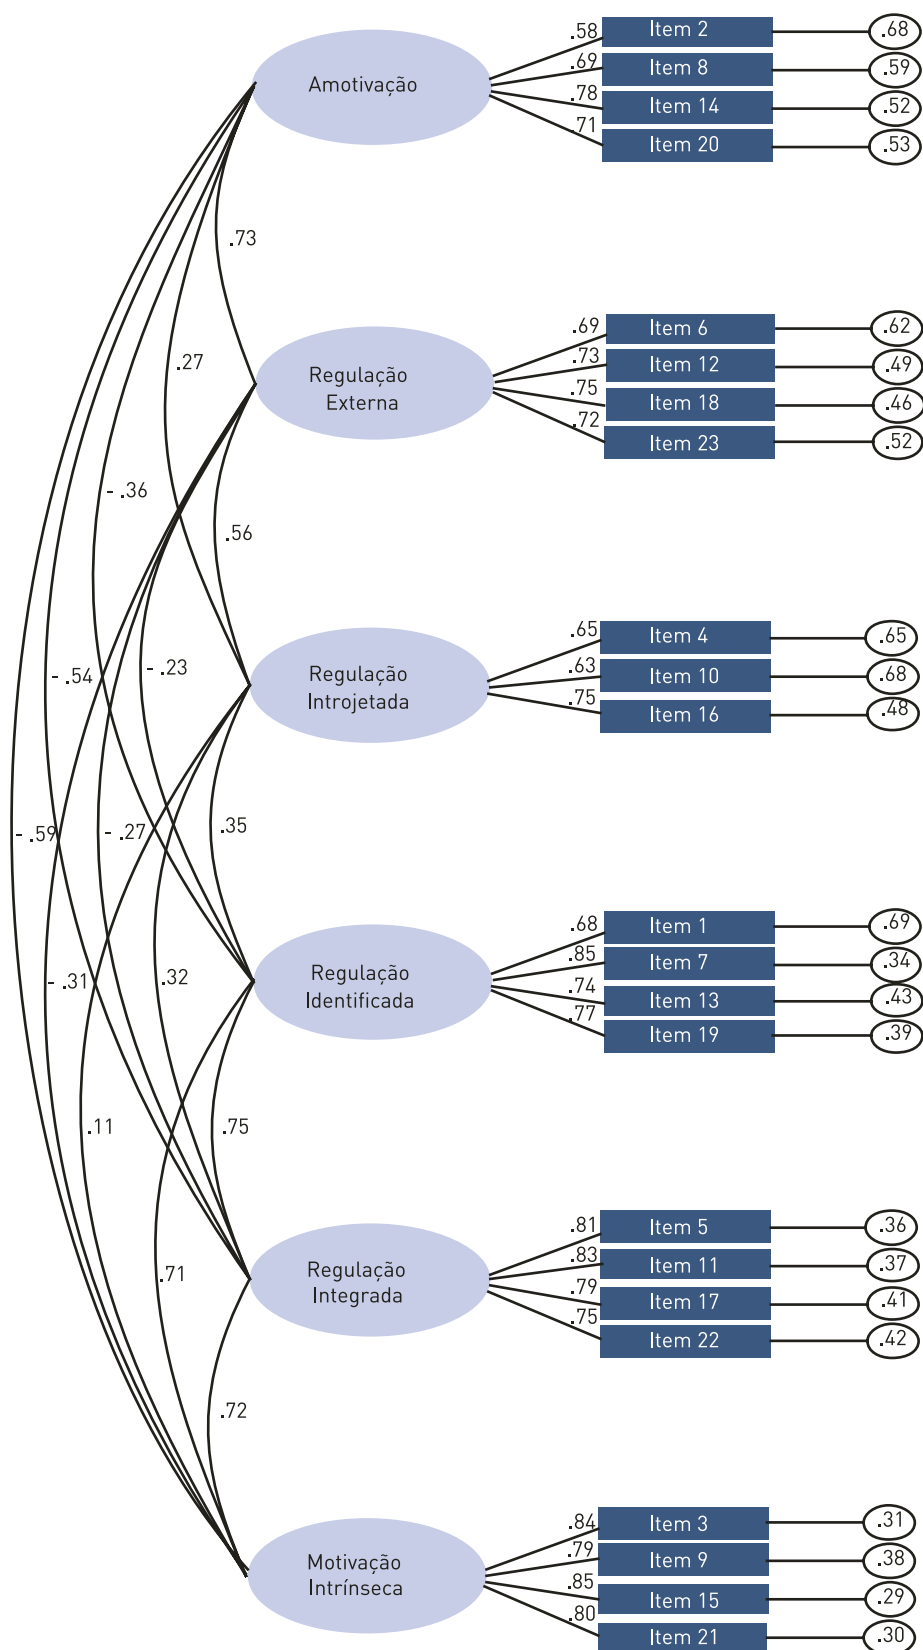 .58
Item 2
.68
.69
Item 8
.59
Amotivação
.78
Item 14
.52
.71
Item 20
.53
.73
.69
Item 6
.62
.73
Item 12
.49
Regulação
Externa
.75
Item 18
.46
.72
Item 23
.52
.27
- .36
.56
.65
Item 4
.65
.63
Item 10
.68
Regulação
Introjetada
.75
Item 16
.48
- .54
- .23
- .59
- .27
.35
.68
Item 1
.69
.85
Item 7
.34
Regulação
Identificada
.74
Item 13
.43
.77
Item 19
.39
- .31
.32
.11
.75
.81
Item 5
.36
.83
Item 11
.37
Regulação
Integrada
.79
Item 17
.41
.75
Item 22
.42
.71
.72
.84
Item 3
.31
.79
Item 9
.38
Motivação
Intrínseca
.85
Item 15
.29
.80
Item 21
.30